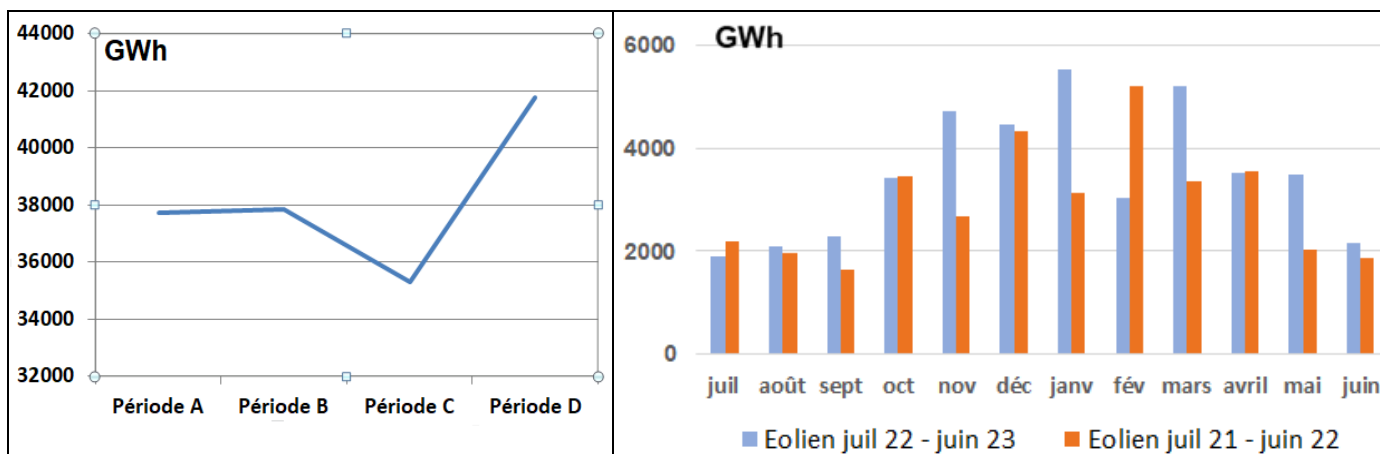 GWh
44000
42000
40000
38000
36000
34000
32000
Période A Période B Période C Période D
GWh
6000
4000
2000
0
juil août sept oct nov déc janv fév mars avril mai juin
Eolien juil 22 - juin 23 Eolien juil 21 - juin 22